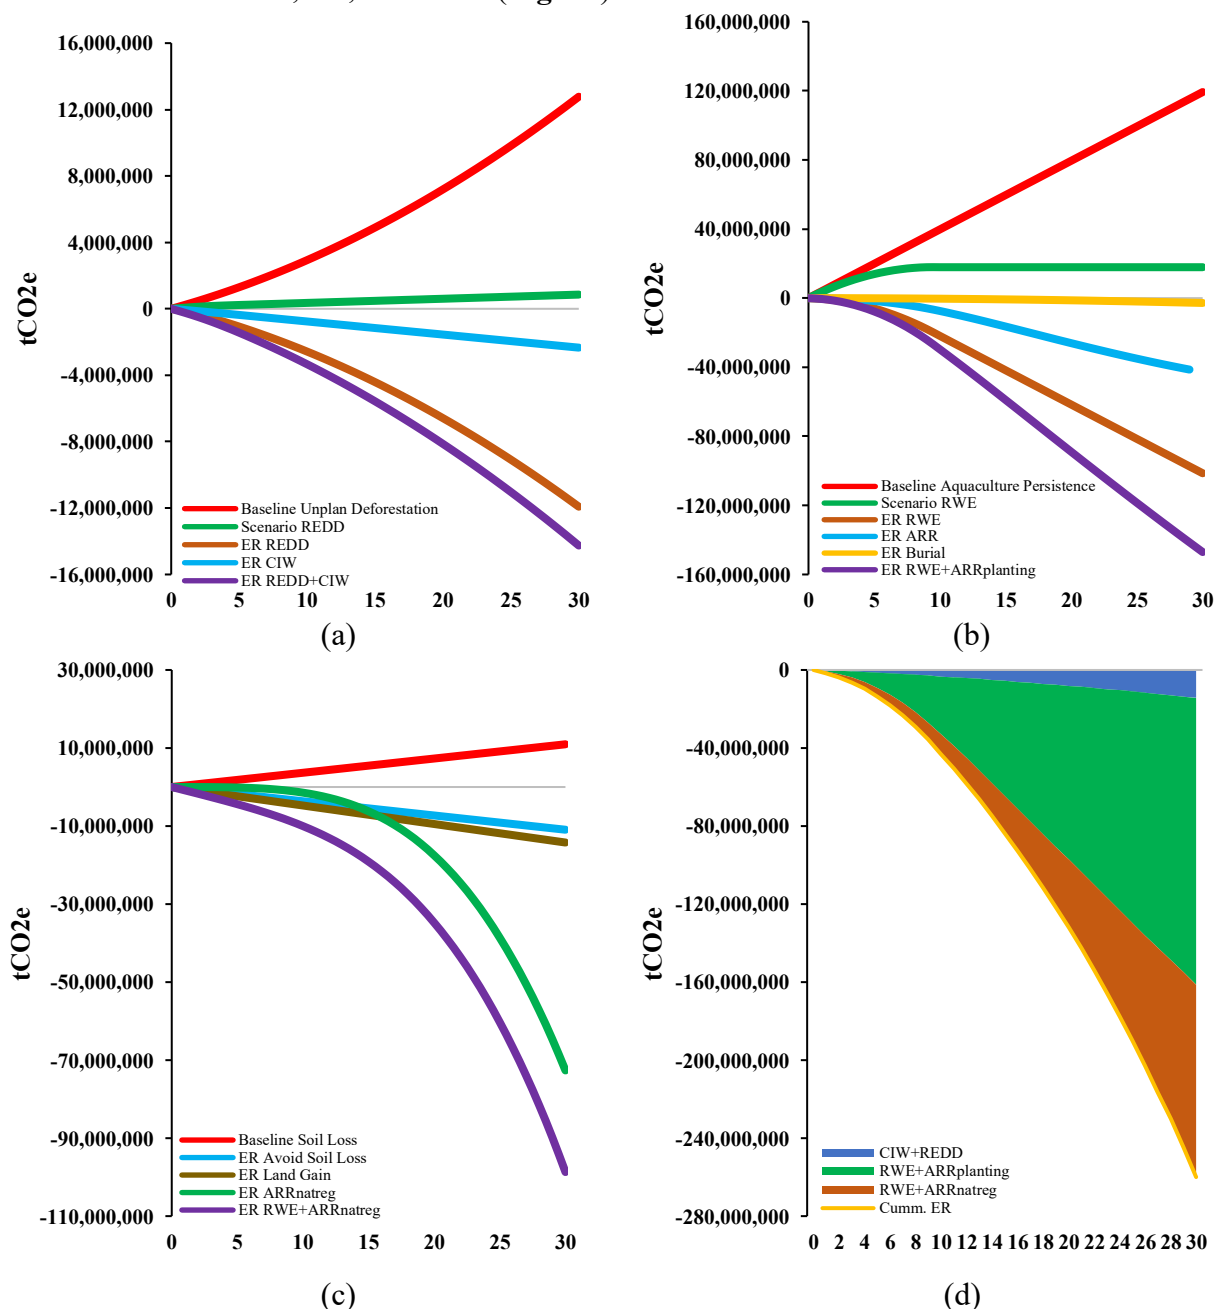 16,000,000
12,000,000
8,000,000
4,000,000
0
-4,000,000
-8,000,000
-12,000,000
-16,000,000
tCO2e
Baseline Unplan Deforestation
Scenario REDD
ER REDD
ER CIW
ER REDD+CIW
0 5 10 15 20 25 30
(a)
160,000,000
120,000,000
80,000,000
40,000,000
0
-40,000,000
-80,000,000
-120,000,000
-160,000,000
tCO2e
Baseline Aquaculture Persistence
Scenario RWE
ER RWE
ER ARR
ER Burial
ER RWE+ARRplanting
0 5 10 15 20 25 30
(b)
30,000,000
10,000,000
-10,000,000
-30,000,000
-50,000,000
-70,000,000
-90,000,000
-110,000,000
tCO2e
Baseline Soil Loss
ER Avoid Soil Loss
ER Land Gain
ER ARRnatreg
ER RWE+ARRnatreg
0 5 10 15 20 25 30
(c)
0
-40,000,000
-80,000,000
-120,000,000
-160,000,000
-200,000,000
-240,000,000
-280,000,000
tCO2e
CIW+REDD
RWE+ARRplanting
RWE+ARRnatreg
Cumm. ER
0 2 4 6 8 10 12 14 16 18 20 22 24 26 28 30
(d)